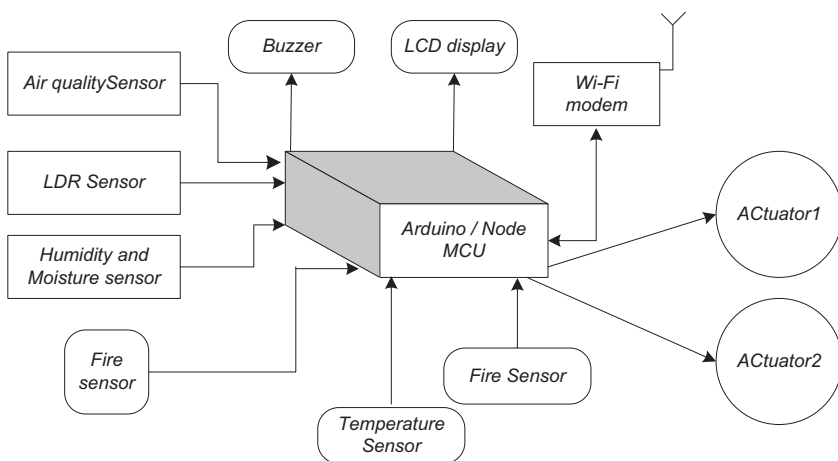 Buzzer
LCD display
Air qualitySensor
Wi-Fi
modem
LDR Sensor
Arduino / Node
MCU
ACtuator1
Humidity and
Moisture sensor
Fire
sensor
Fire Sensor
ACtuator2
Temperature
Sensor